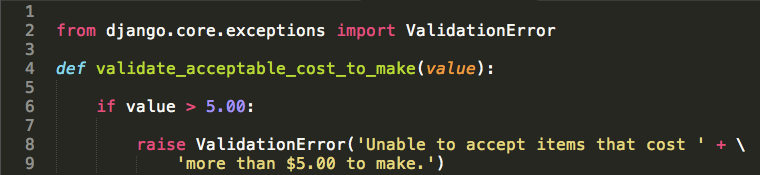 1
2 from django.core.exceptions import ValidationError
3
4 def validate_acceptable_cost_to_make(value):
5
6     if value > 5.00:
7
8         raise ValidationError('Unable to accept items that cost ' + \
9             'more than $5.00 to make.')